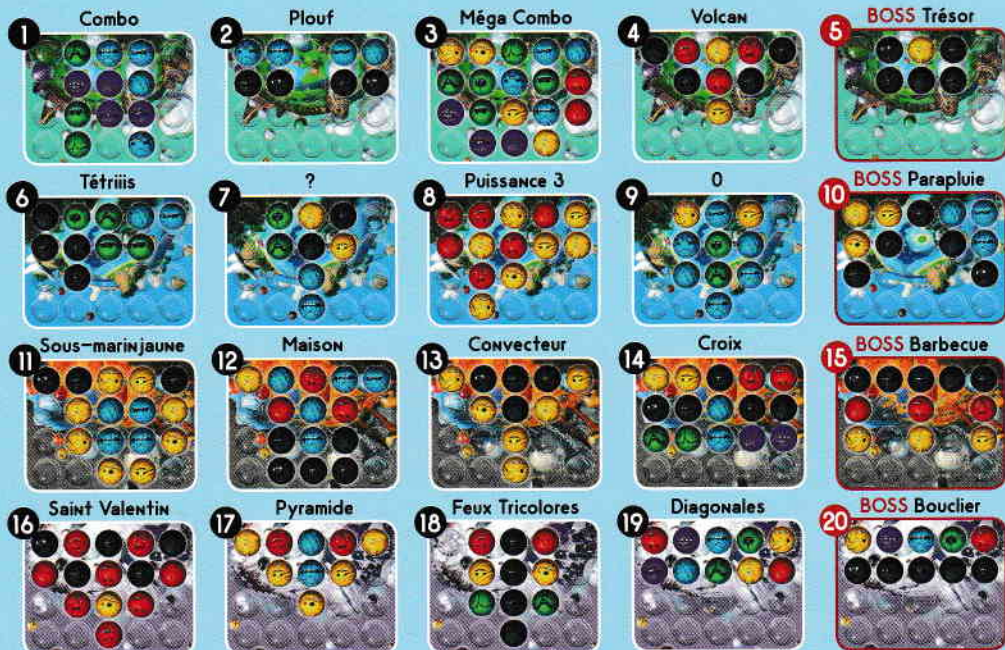 1 Combo
2 Plouf
3 Méga Combo
4 Volcan
5 BOSS Trésor
6 Tétriiis
7 ?
8 Puissance 3
9 O
10 BOSS Parapluie
11 Sous-marin jaune
12 Maison
13 Convecteur
14 Croix
15 BOSS Barbecue
16 Saint Valentin
17 Pyramide
18 Feux Tricolores
19 Diagonales
20 BOSS Bouclier